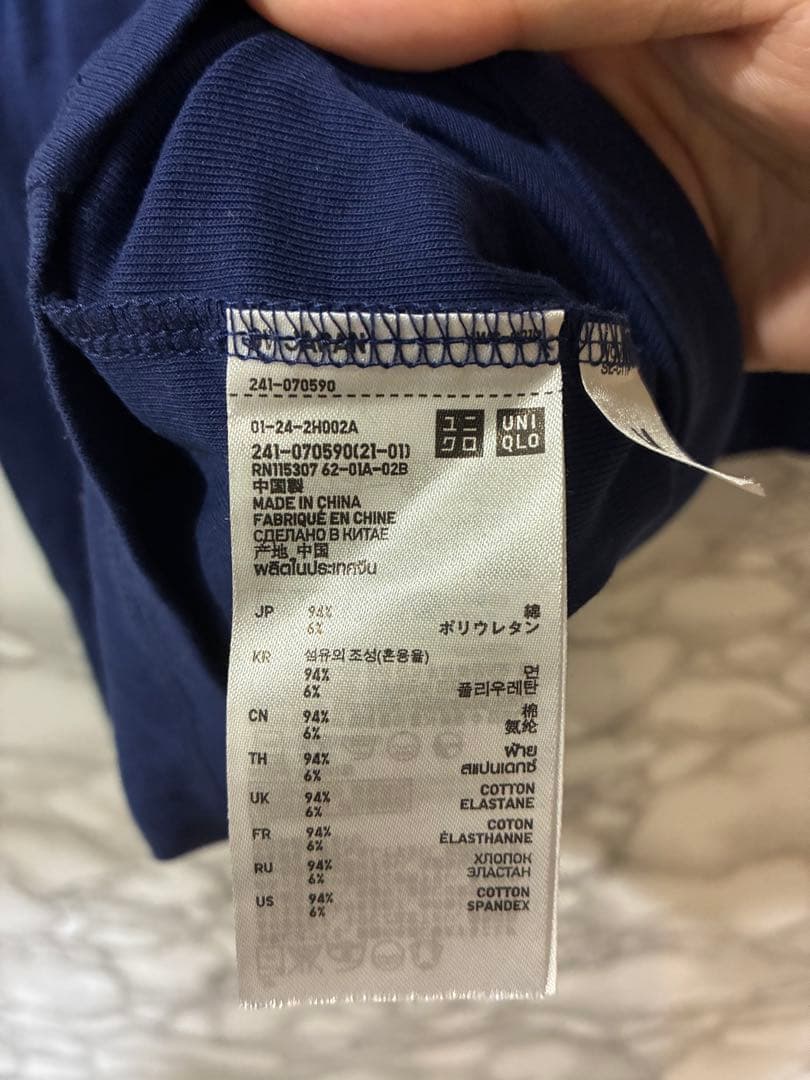 241-070590
01-24-2H002A
ユニ
クロ
UNI
QLO
241-070590(21-01)
RN115307 62-01A-02B
中国製
MADE IN CHINA
FABRIQUÉ EN CHINE
СДЕЛАНО В КИТАЕ
产地 中国
ผลิตในประเทศจีน
JP 94% 綿
6% ポリウレタン
KR 섬유의 조성(혼용율)
94% 면
6% 폴리우레탄
CN 94% 棉
6% 氨纶
TH 94% ฝ้าย
6% สแปนเดกซ์
UK 94% COTTON
6% ELASTANE
FR 94% COTON
6% ÉLASTHANNE
RU 94% ХЛОПОК
6% ЭЛАСТАН
US 94% COTTON
6% SPANDEX